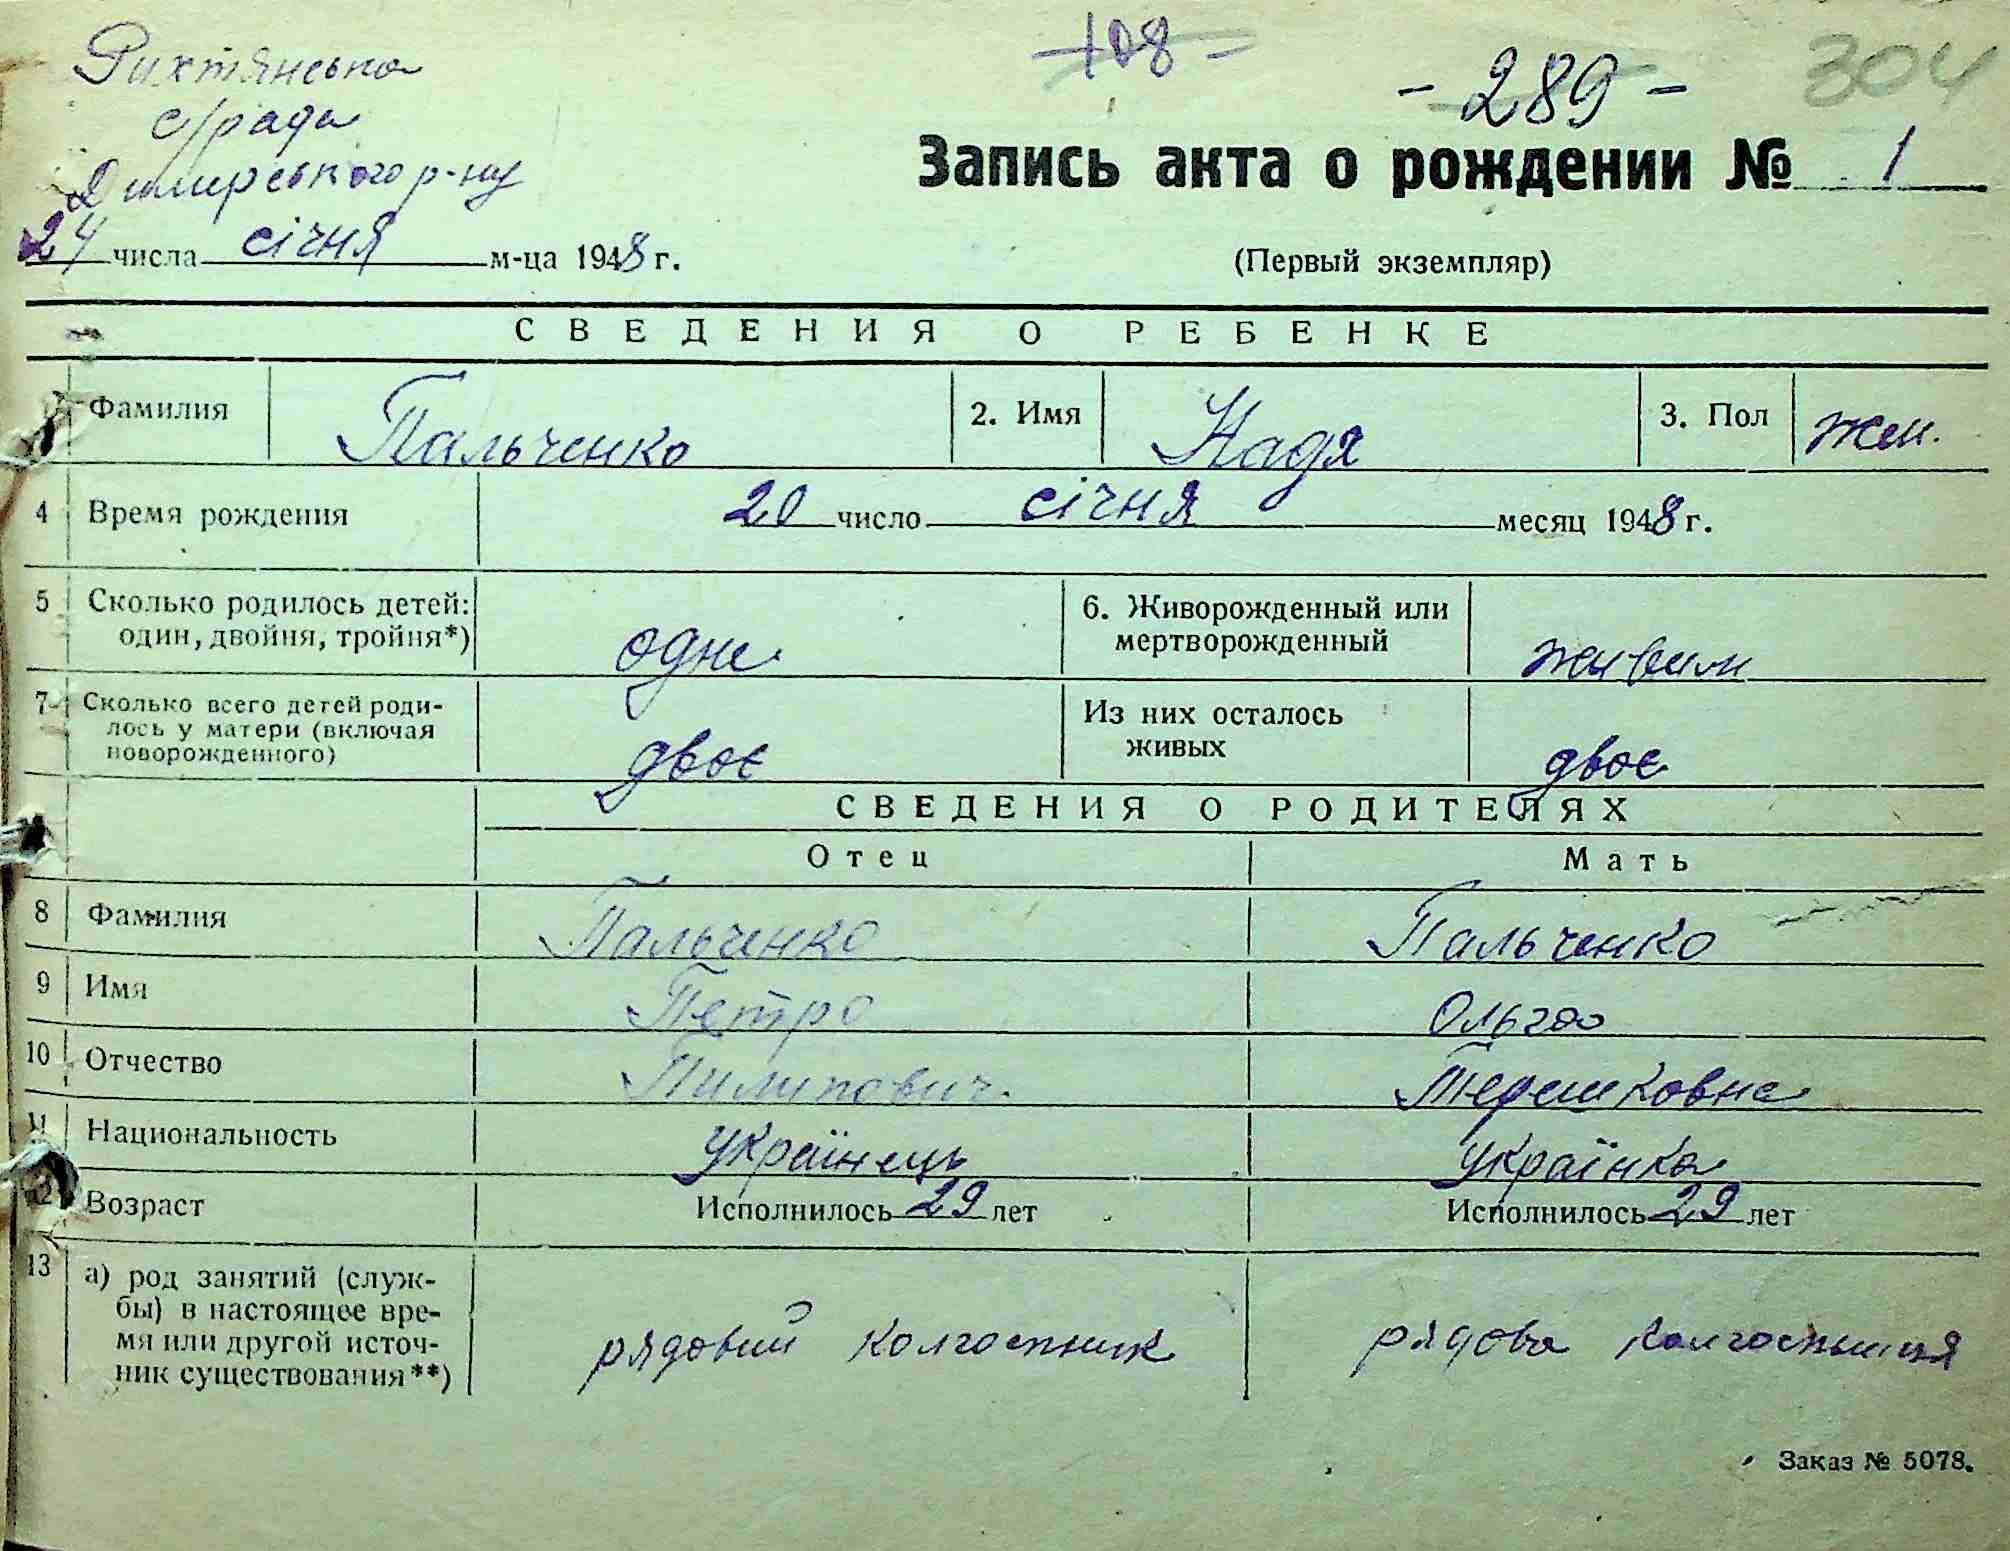 -108-
-289-
304
Рихтянська
с/рада
Димерського р-ну
Запись акта о рождении № 1
24 числа січня м-ца 1948 г.
(Первый экземпляр)
СВЕДЕНИЯ О РЕБЕНКЕ
Фамилия Пальченко 2. Имя Надя 3. Пол жен.
4 Время рождения 20 число січня месяц 1948 г.
5 Сколько родилось детей: один, двойня, тройня*) одне 6. Живорожденный или мертворожденный живим
7 Сколько всего детей родилось у матери (включая новорожденного) двоє Из них осталось живых двоє
СВЕДЕНИЯ О РОДИТЕЛЯХ
Отец Мать
8 Фамилия Пальченко Пальченко
9 Имя Петро Ольга
10 Отчество Пилипович. Терешковна
11 Национальность українець українка
12 Возраст Исполнилось 29 лет Исполнилось 29 лет
13 а) род занятий (службы) в настоящее время или другой источник существования**) рядовий колгоспник рядова колгоспниця
Заказ № 5078.